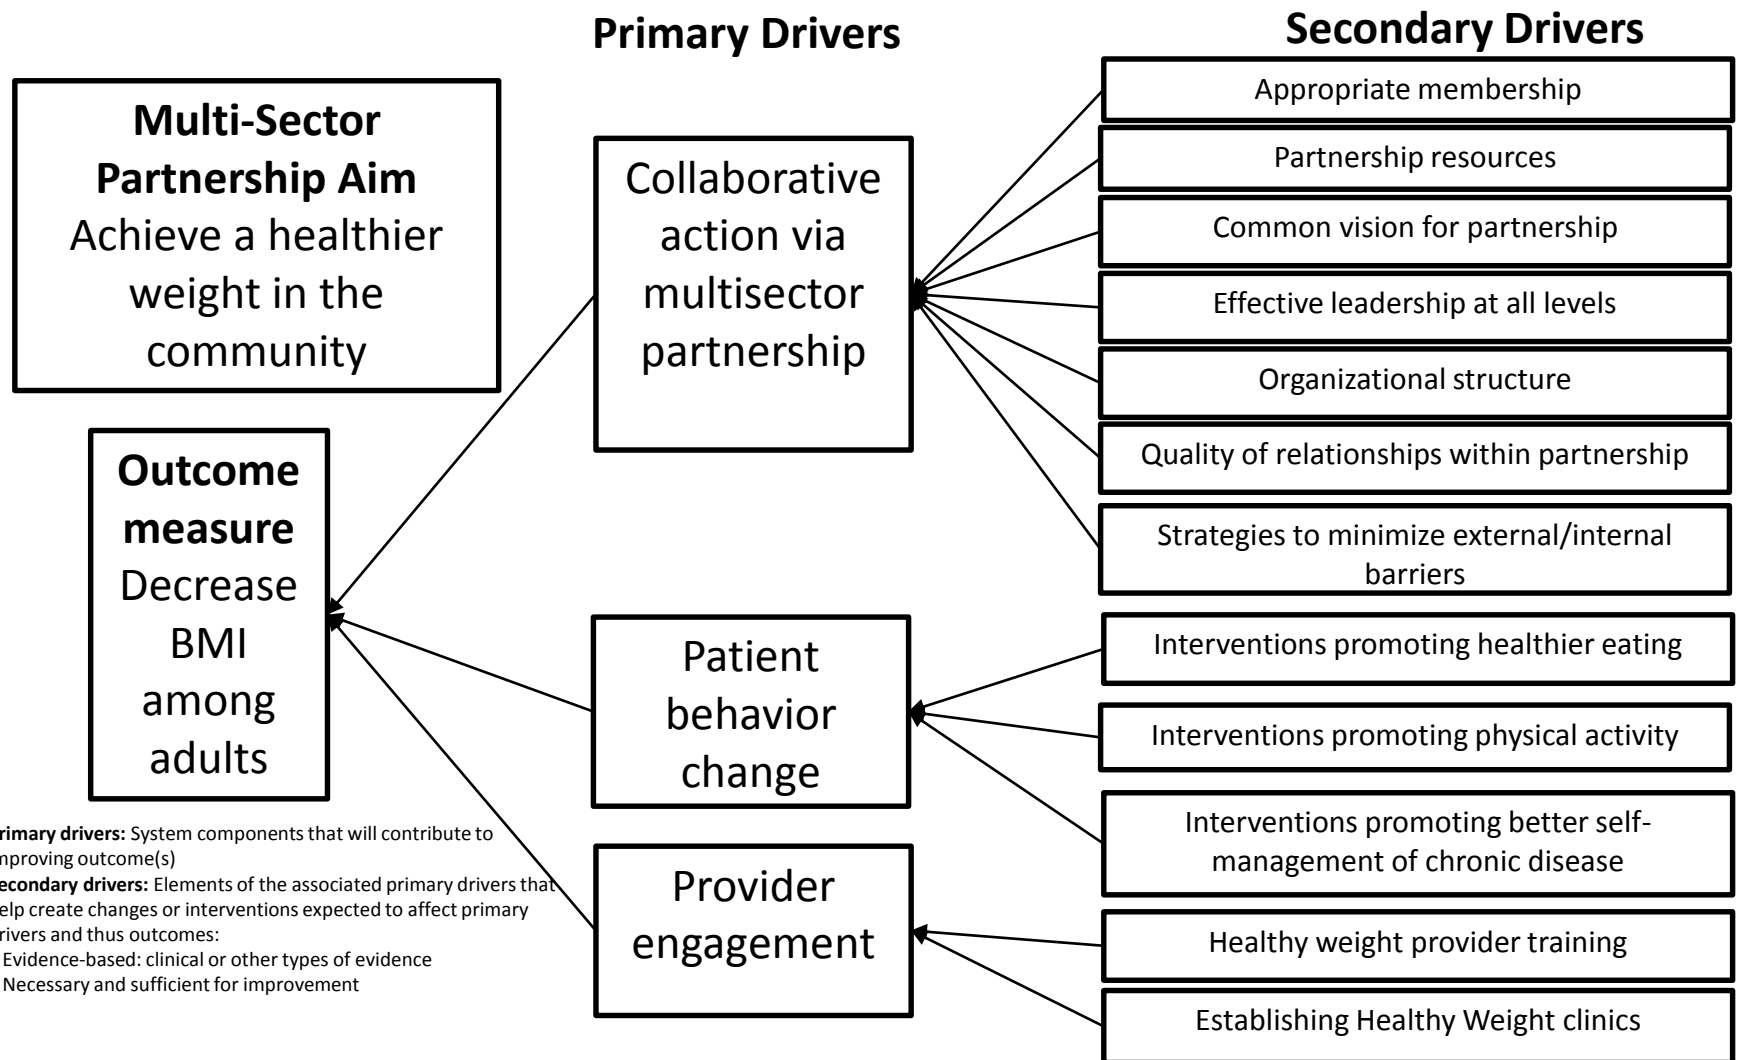 Primary Drivers
Secondary Drivers
Multi-Sector
Partnership Aim
Achieve a healthier
weight in the
community
Outcome
measure
Decrease
BMI
among
adults
Collaborative
action via
multisector
partnership
Patient
behavior
change
Provider
engagement
Appropriate membership
Partnership resources
Common vision for partnership
Effective leadership at all levels
Organizational structure
Quality of relationships within partnership
Strategies to minimize external/internal
barriers
Interventions promoting healthier eating
Interventions promoting physical activity
Interventions promoting better self-
management of chronic disease
Healthy weight provider training
Establishing Healthy Weight clinics
rimary drivers: System components that will contribute to
mproving outcome(s)
econdary drivers: Elements of the associated primary drivers that
elp create changes or interventions expected to affect primary
rivers and thus outcomes:
Evidence-based: clinical or other types of evidence
Necessary and sufficient for improvement